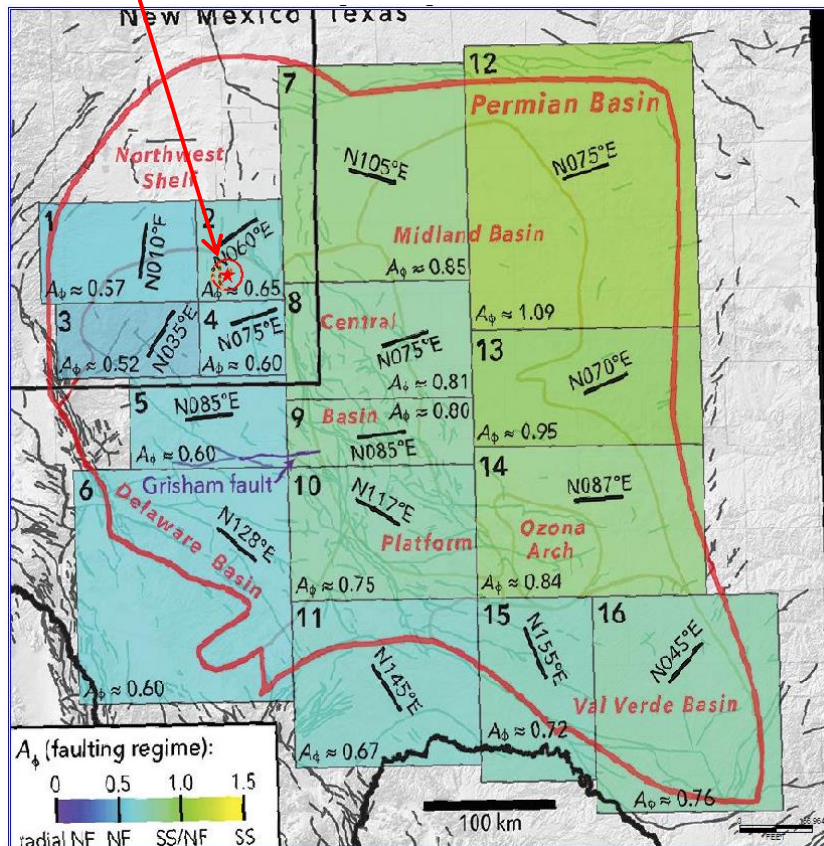 New Mexico Texas
12
7
Permian Basin
Northwest
Shelf
N105°E
N075°E
1
2
N010°E
N060°E
Midland Basin
Aϕ ≈ 0.57
Aϕ ≈ 0.65
Aϕ ≈ 0.85
3
4
8
Central
N035°E
N075°E
Aϕ ≈ 1.09
Aϕ ≈ 0.52
Aϕ ≈ 0.60
N075°E
13
Aϕ ≈ 0.81
N070°E
5
N085°E
9
Basin
Aϕ ≈ 0.80
Aϕ ≈ 0.60
N085°E
Aϕ ≈ 0.95
Grisham fault
6
10
14
Delaware Basin
N128°E
N117°E
N087°E
Platform
Ozona
Arch
Aϕ ≈ 0.75
Aϕ ≈ 0.84
11
15
16
N145°E
N155°E
N045°E
Aϕ ≈ 0.60
Val Verde Basin
Aϕ ≈ 0.67
Aϕ ≈ 0.72
Aϕ ≈ 0.76
Aϕ (faulting regime):
0 0.5 1.0 1.5
radial NF NF SS/NF SS
100 km
FEET